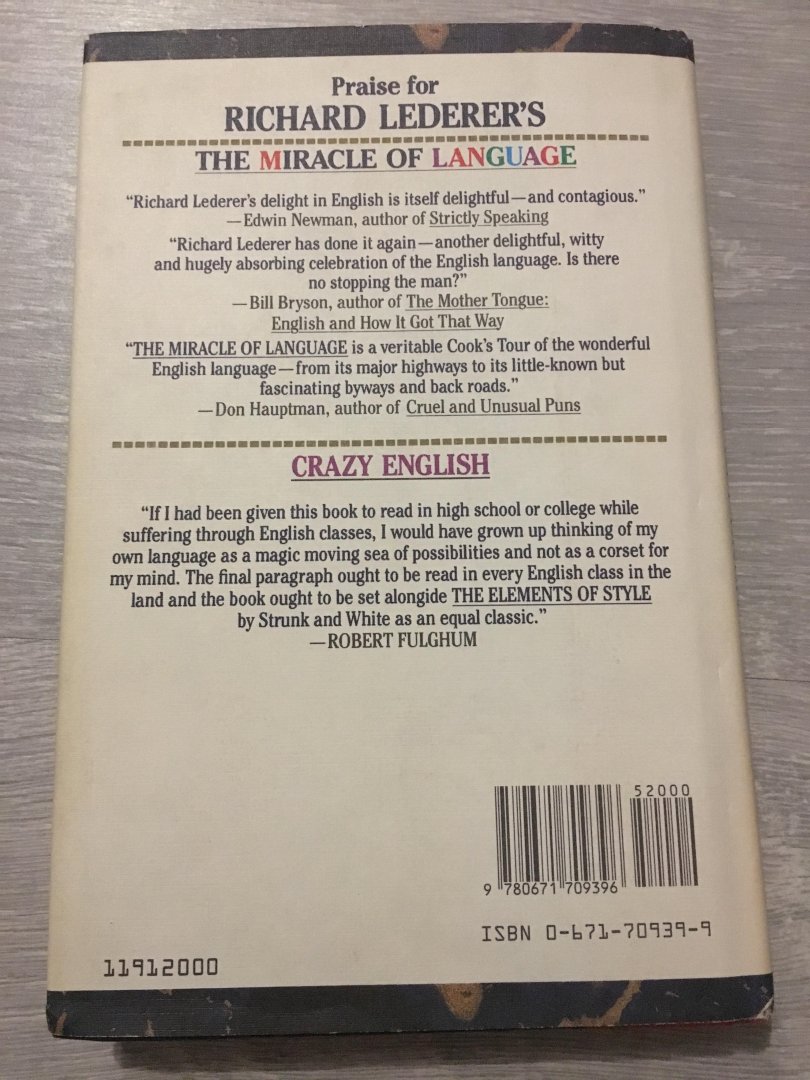 Praise for
RICHARD LEDERER'S
THE MIRACLE OF LANGUAGE
“Richard Lederer's delight in English is itself delightful—and contagious.”
—Edwin Newman, author of Strictly Speaking
“Richard Lederer has done it again—another delightful, witty
and hugely absorbing celebration of the English language. Is there
no stopping the man?”
—Bill Bryson, author of The Mother Tongue:
English and How It Got That Way
“THE MIRACLE OF LANGUAGE is a veritable Cook's Tour of the wonderful
English language—from its major highways to its little-known but
fascinating byways and back roads.”
—Don Hauptman, author of Cruel and Unusual Puns
CRAZY ENGLISH
“If I had been given this book to read in high school or college while
suffering through English classes, I would have grown up thinking of my
own language as a magic moving sea of possibilities and not as a corset for
my mind. The final paragraph ought to be read in every English class in the
land and the book ought to be set alongside THE ELEMENTS OF STYLE
by Strunk and White as an equal classic.”
—ROBERT FULGHUM
52000
9 780671 709396
ISBN 0-671-70939-9
11912000